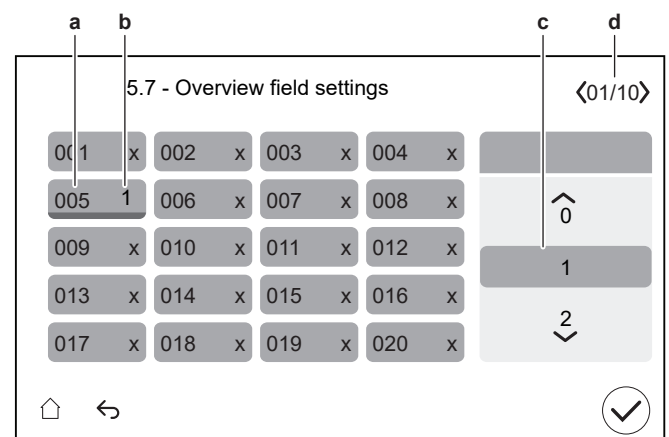 a b c d
5.7 - Overview field settings 01/10
001 x 002 x 003 x 004 x
0
005 1 006 x 007 x 008 x
009 x 010 x 011 x 012 x
1
013 x 014 x 015 x 016 x
2
017 x 018 x 019 x 020 x